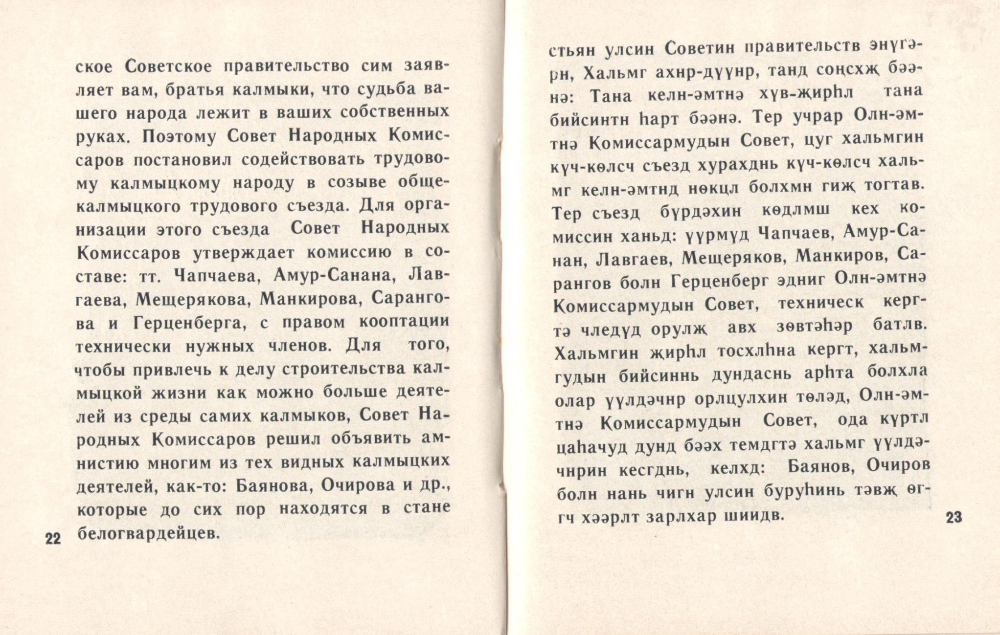 ское Советское правительство сим заяв-
ляет вам, братья калмыки, что судьба ва-
шего народа лежит в ваших собственных
руках. Поэтому Совет Народных Комис-
саров постановил содействовать трудово-
му калмыцкому народу в созыве обще-
калмыцкого трудового съезда. Для орга-
низации этого съезда Совет Народных
Комиссаров утверждает комиссию в со-
ставе: тт. Чапчаева, Амур-Санана, Лав-
гаева, Мещерякова, Манкирова, Саранго-
ва и Герценберга, с правом кооптации
технически нужных членов. Для того,
чтобы привлечь к делу строительства кал-
мыцкой жизни как можно больше деяте-
лей из среды самих калмыков, Совет На-
родных Комиссаров решил объявить ам-
нистию многим из тех видных калмыцких
деятелей, как-то: Баянова, Очирова и др.,
которые до сих пор находятся в стане
белогвардейцев.
22
стьян улсин Советин правительств энүгә-
рн, Хальмг ахнр-дүүнр, танд соңсхҗ бәә-
нә: Тана келн-әмтнә хүв-җирһл тана
бийсинтн һарт бәәнә. Тер учрар Олн-әм-
тнә Комиссармудын Совет, цуг хальмгин
күч-көлсч съезд хурахднь күч-көлсч халь-
мг келн-әмтнд нөкцл болхмн гиҗ тогтав.
Тер съезд бүрдәхин көдлмш кех ко-
миссин ханьд: үүрмүд Чапчаев, Амур-Са-
нан, Лавгаев, Мещеряков, Манкиров, Са-
рангов болн Герценберг эдниг Олн-әмтнә
Комиссармудын Совет, техническ керг-
тә чледүд орулҗ авх зөвтәһәр батлв.
Хальмгин җирһл тосхлһна кергт, хальм-
гудын бийсиннь дундаснь арһта болхла
олар үүлдәчнр орлцулхин төләд, Олн-әм-
тнә Комиссармудын Совет, ода күртл
цаһачуд дунд бәәх темдгтә хальмг үүлдә-
чнрин кесгднь, келхд: Баянов, Очиров
болн нань чигн улсин буруһинь тәвҗ өг-
гч хәәрлт зарлхар шиидв.
23